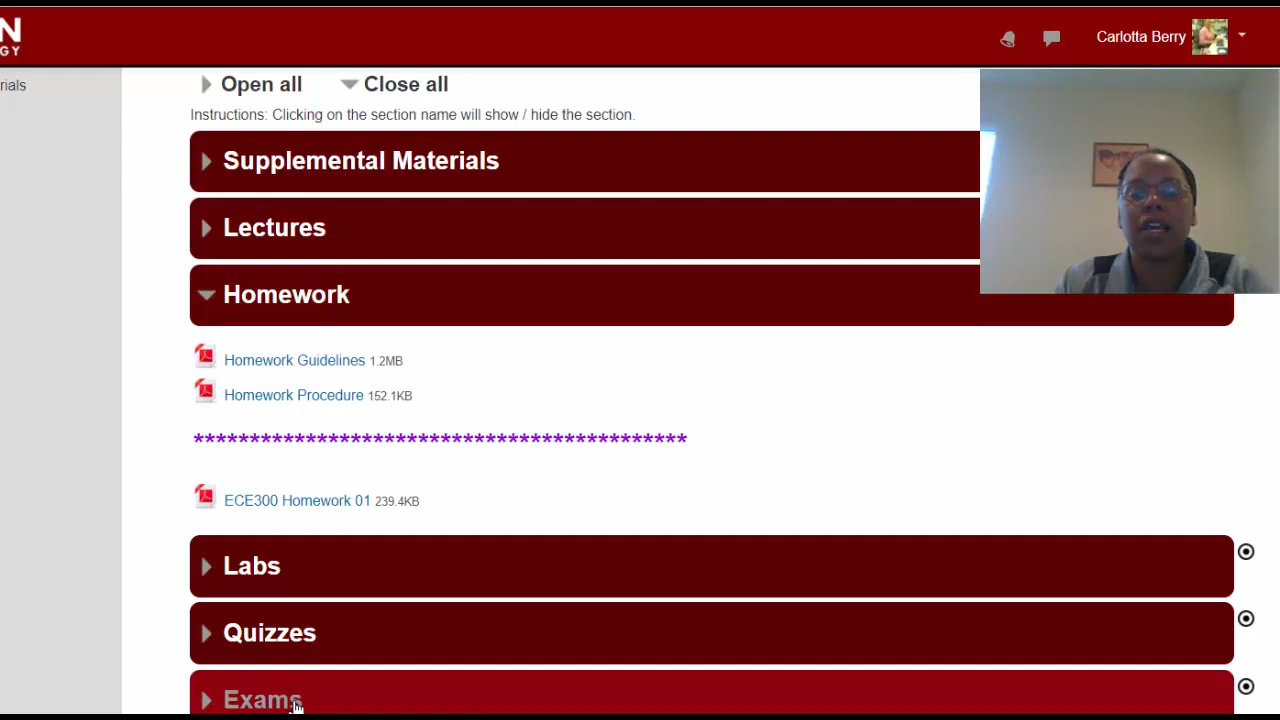 N
GY
Carlotta Berry
rials
Open all Close all
Instructions: Clicking on the section name will show / hide the section.
Supplemental Materials
Lectures
Homework
Homework Guidelines 1.2MB
Homework Procedure 152.1KB
********************************************
ECE300 Homework 01 239.4KB
Labs
Quizzes
Exams